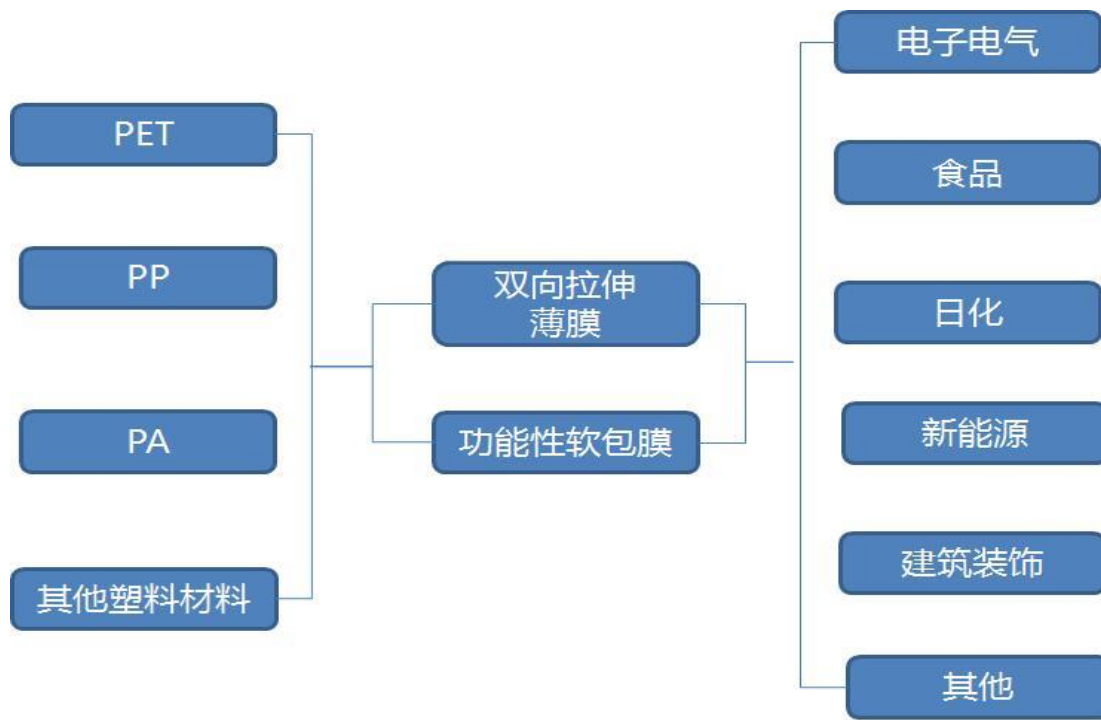 PET
PP
PA
其他塑料材料
双向拉伸
薄膜
功能性软包膜
电子电气
食品
日化
新能源
建筑装饰
其他